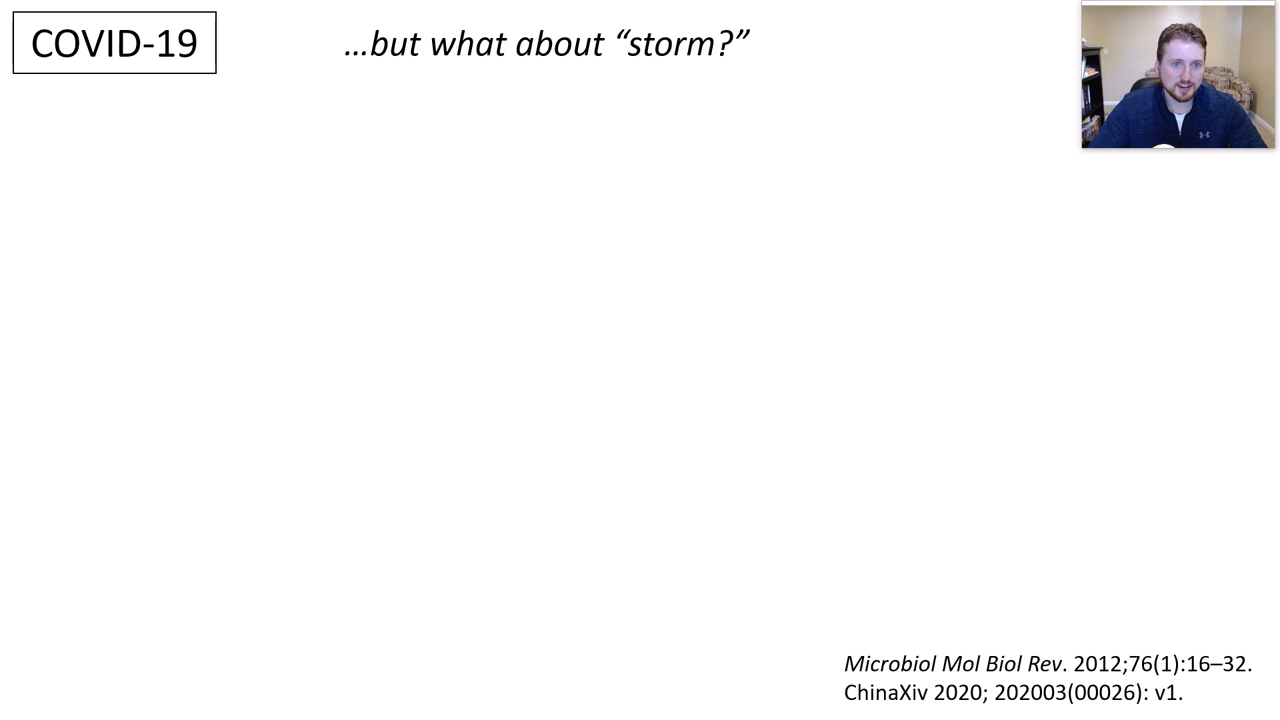 COVID-19
…but what about “storm?”
Microbiol Mol Biol Rev. 2012;76(1):16–32.
ChinaXiv 2020; 202003(00026): v1.